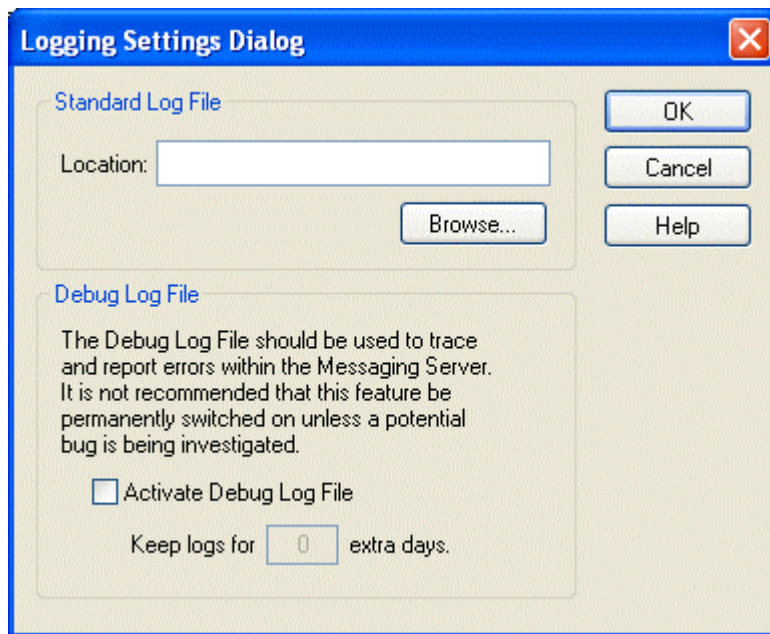 Logging Settings Dialog
Standard Log File
Location:
Browse...
OK
Cancel
Help
Debug Log File
The Debug Log File should be used to trace
and report errors within the Messaging Server.
It is not recommended that this feature be
permanently switched on unless a potential
bug is being investigated.
Activate Debug Log File
Keep logs for 0 extra days.